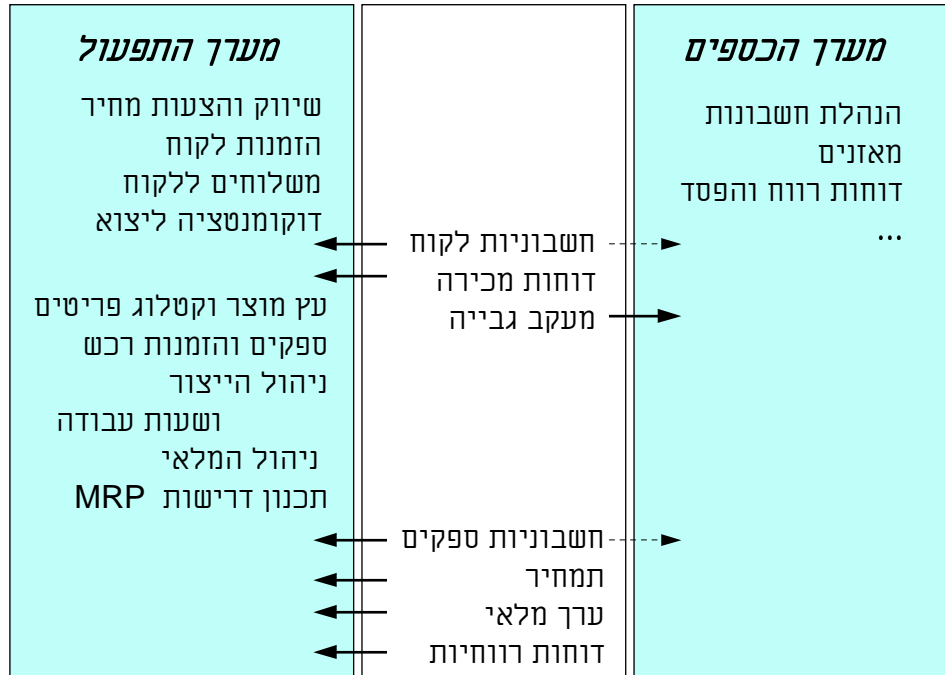 מערך הכספים
הנהלת חשבונות
מאזנים
דוחות רווח והפסד
...
חשבוניות לקוח
דוחות מכירה
מעקב גבייה
חשבוניות ספקים
תמחיר
ערך מלאי
דוחות רווחיות
מערך התפעול
שיווק והצעות מחיר
הזמנות לקוח
משלוחים ללקוח
דוקומנטציה ליצוא
עץ מוצר וקטלוג פריטים
ספקים והזמנות רכש
ניהול הייצור
ושעות עבודה
ניהול המלאי
תכנון דרישות MRP